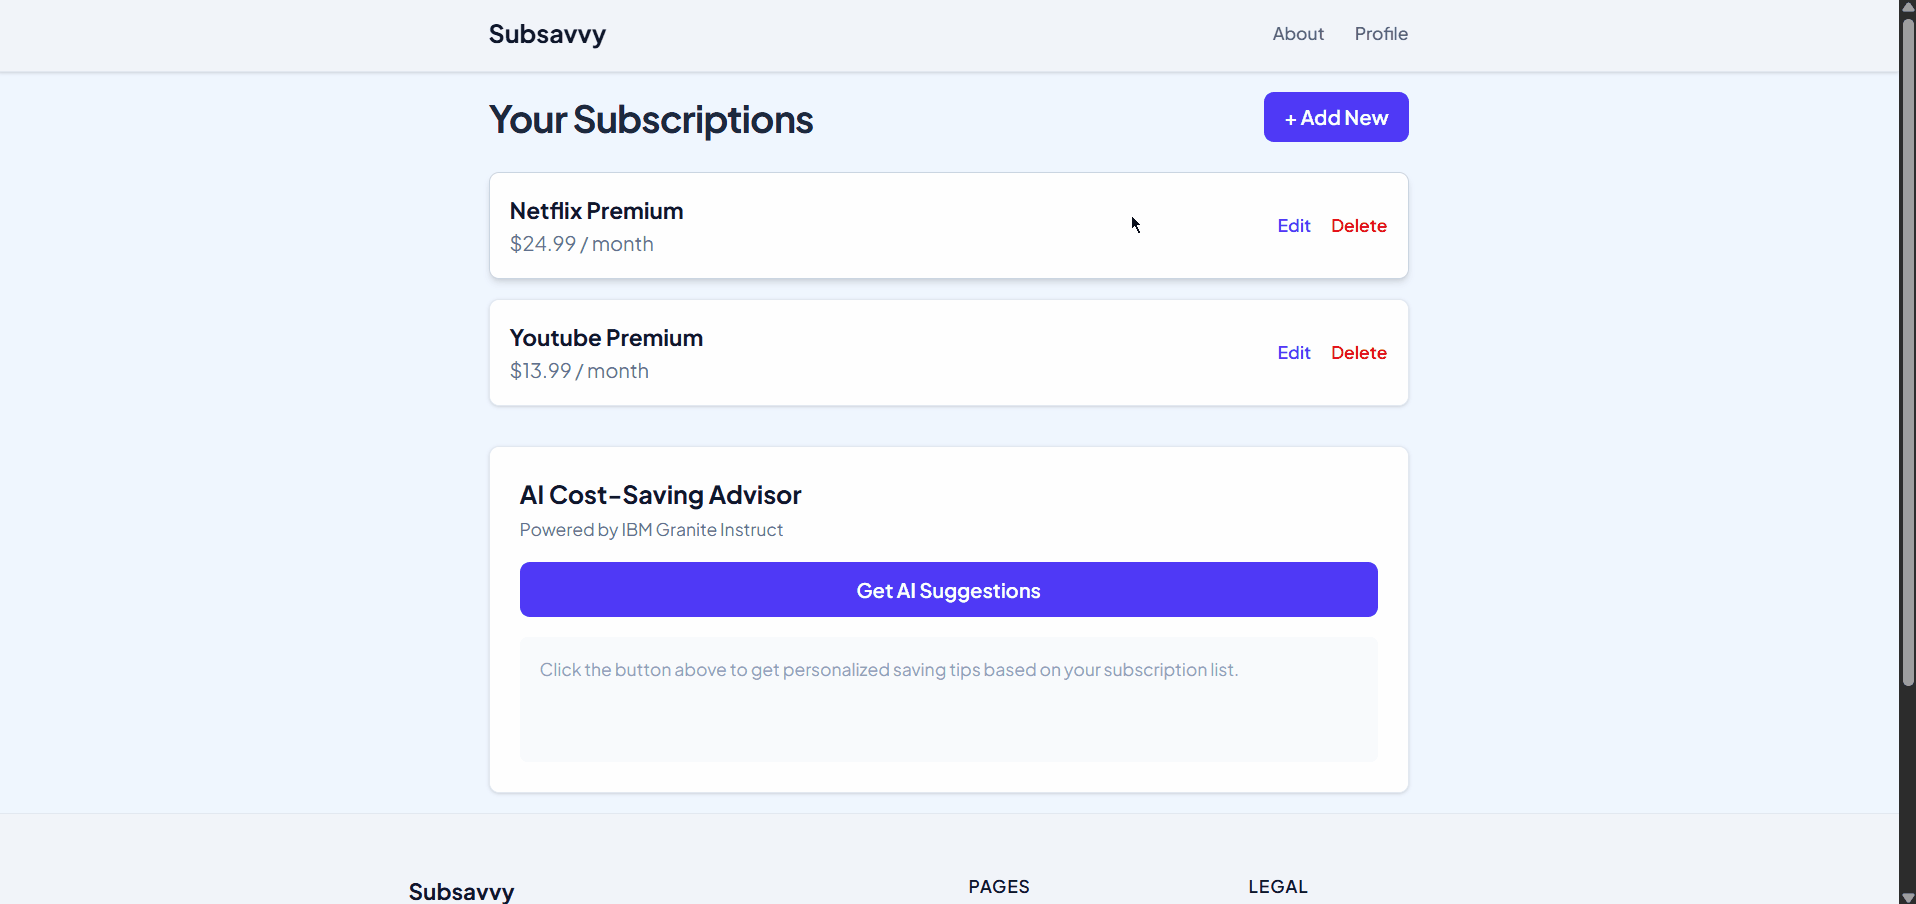 Subsavvy
About
Profile
Your Subscriptions
+ Add New
Netflix Premium
$24.99 / month
Edit
Delete
Youtube Premium
$13.99 / month
Edit
Delete
AI Cost-Saving Advisor
Powered by IBM Granite Instruct
Get AI Suggestions
Click the button above to get personalized saving tips based on your subscription list.
Subsavvy
PAGES
LEGAL